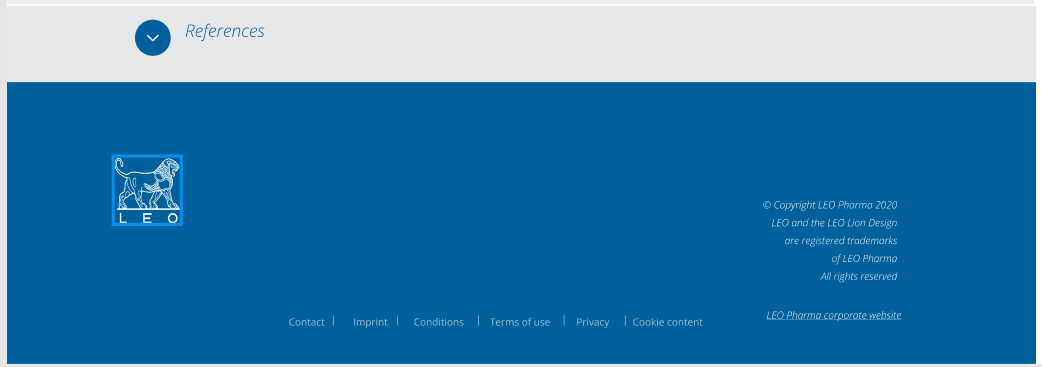 References
LEO
© Copyright LEO Pharma 2020
LEO and the LEO Lion Design
are registered trademarks
of LEO Pharma
All rights reserved
LEO Pharma corporate website
Contact | Imprint | Conditions | Terms of use | Privacy | Cookie content